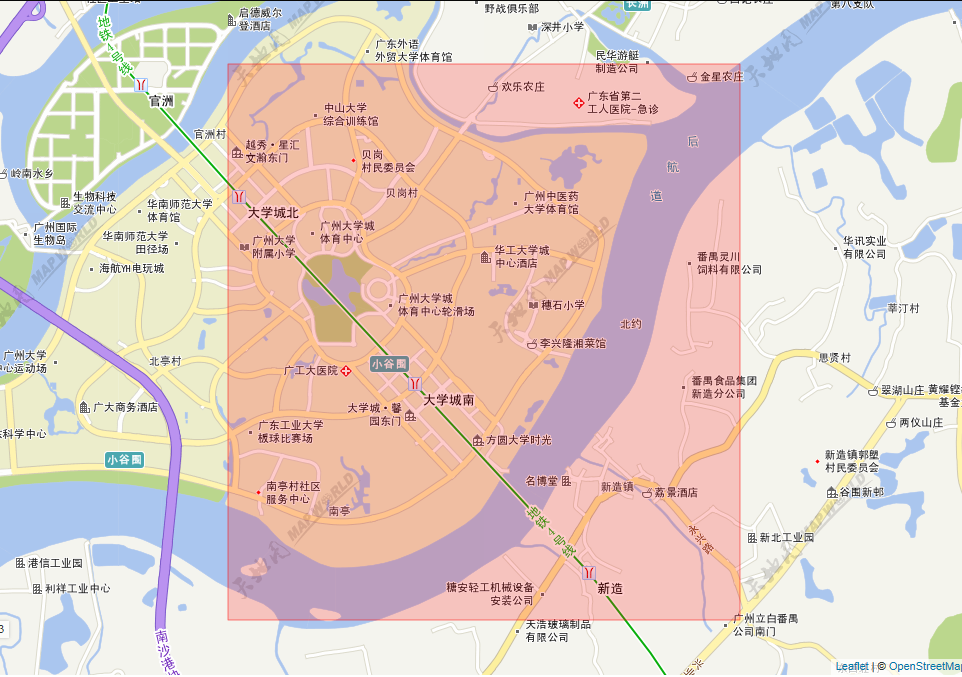 启德威尔
登酒店
野战俱乐部
长洲
第八支队
深井小学
广东外语
外贸大学体育馆
民华游艇
制造公司
金星农庄
欢乐农庄
地铁4号线
官洲
广东省第二
工人医院-急诊
中山大学
综合训练馆
官洲村
越秀·星汇
文瀚东门
贝岗
村民委员会
后
航
道
岭南水乡
贝岗村
生物科技
交流中心
华南师范大学
体育馆
大学城北
广州中医药
大学体育馆
广州国际
生物岛
广州大学城
体育中心
华南师范大学
田径场
广州大学
附属小学
华工大学城
中心酒店
华讯实业
有限公司
番禺灵川
饲料有限公司
海航YH电玩城
广州大学城
体育中心轮滑场
穗石小学
莘汀村
北约
李兴隆湘菜馆
广州大学
中心运动场
北亭村
小谷围
广工大医院
思贤村
番禺食品集团
新造分公司
翠湖山庄
黄耀铿
基金
大学城南
广大商务酒店
大学城·馨
园东门
广东工业大学
板球比赛场
两仪山庄
方圆大学时光
小谷围
新造镇郭塱
村民委员会
名博堂
新造镇
荔景酒店
谷围新邨
南亭村社区
服务中心
南亭
地铁4号线
永兴路
新北工业园
港信工业园
利祥工业中心
糖安轻工机械设备
安装公司
新造
天浩玻璃制品
有限公司
广州立白番禺
公司南门
3
南沙港快
天地图
MAP WORLD
Leaflet | © OpenStreetMap